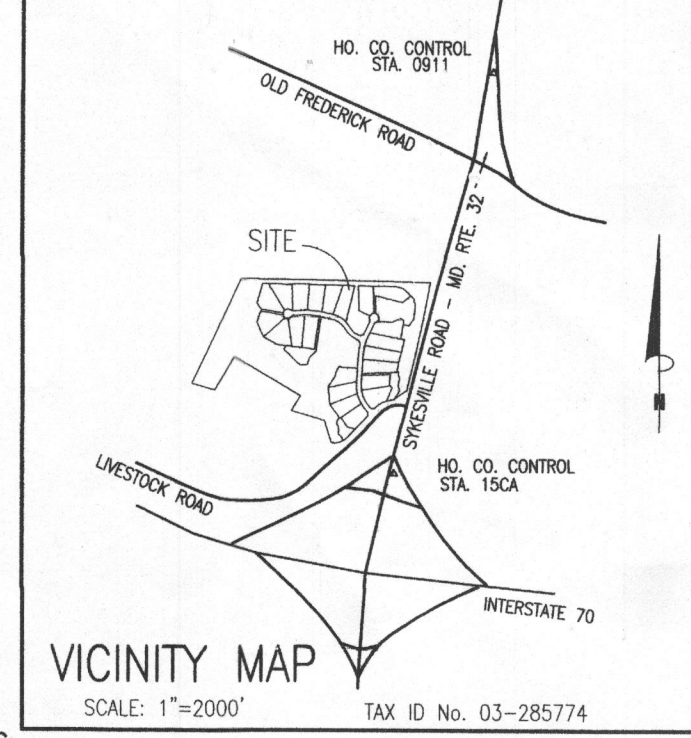 HO. CO. CONTROL
STA. 0911
OLD FREDERICK ROAD
SITE
SYKESVILLE ROAD - MD. RTE. 32
HO. CO. CONTROL
STA. 15CA
LIVESTOCK ROAD
N
INTERSTATE 70
VICINITY MAP
SCALE: 1"=2000'
TAX ID No. 03-285774